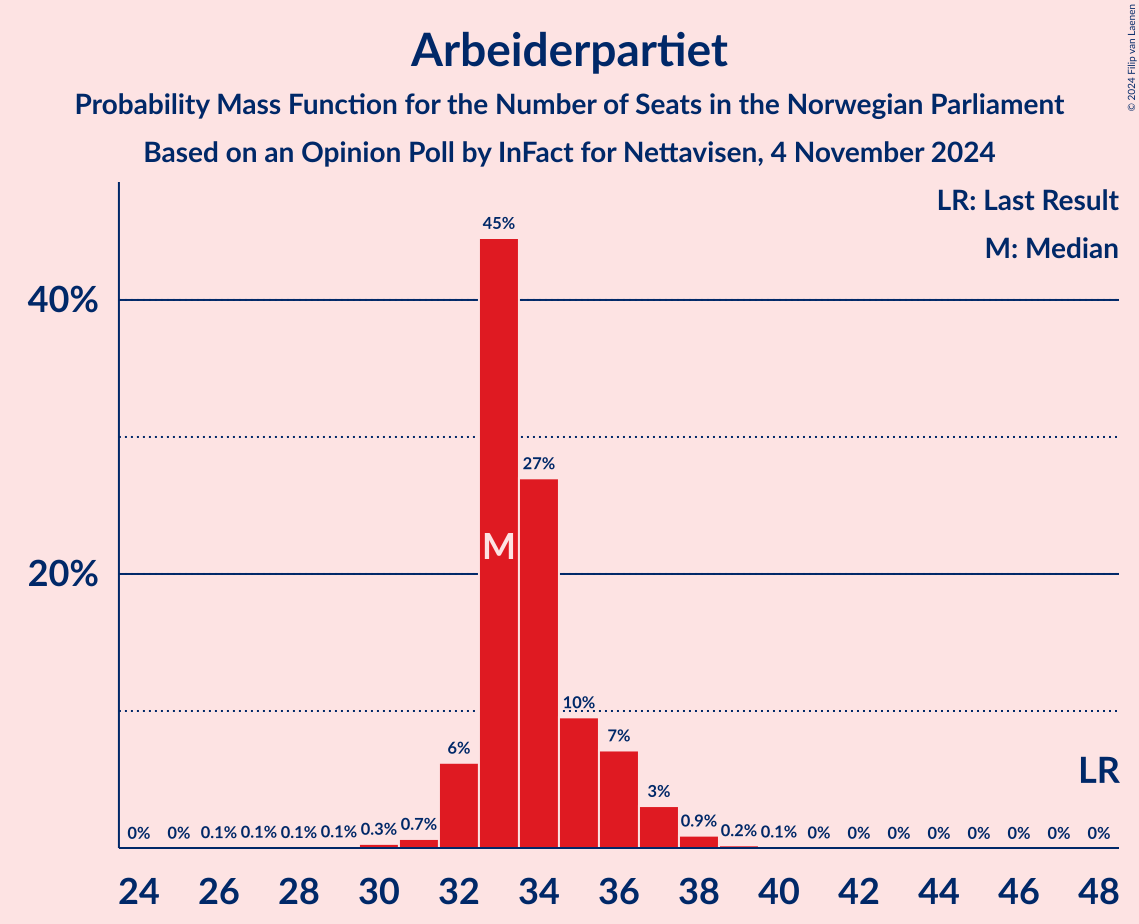 Arbeiderpartiet
Probability Mass Function for the Number of Seats in the Norwegian Parliament
Based on an Opinion Poll by InFact for Nettavisen, 4 November 2024
© 2024 Filip van Laenen
LR: Last Result
M: Median
45%
40%
27%
M
20%
10%
7%
6%
LR
3%
0% 0% 0.1% 0.1% 0.1% 0.1% 0.3% 0.7% 0.9% 0.2% 0.1% 0% 0% 0% 0% 0% 0% 0% 0%
24 26 28 30 32 34 36 38 40 42 44 46 48